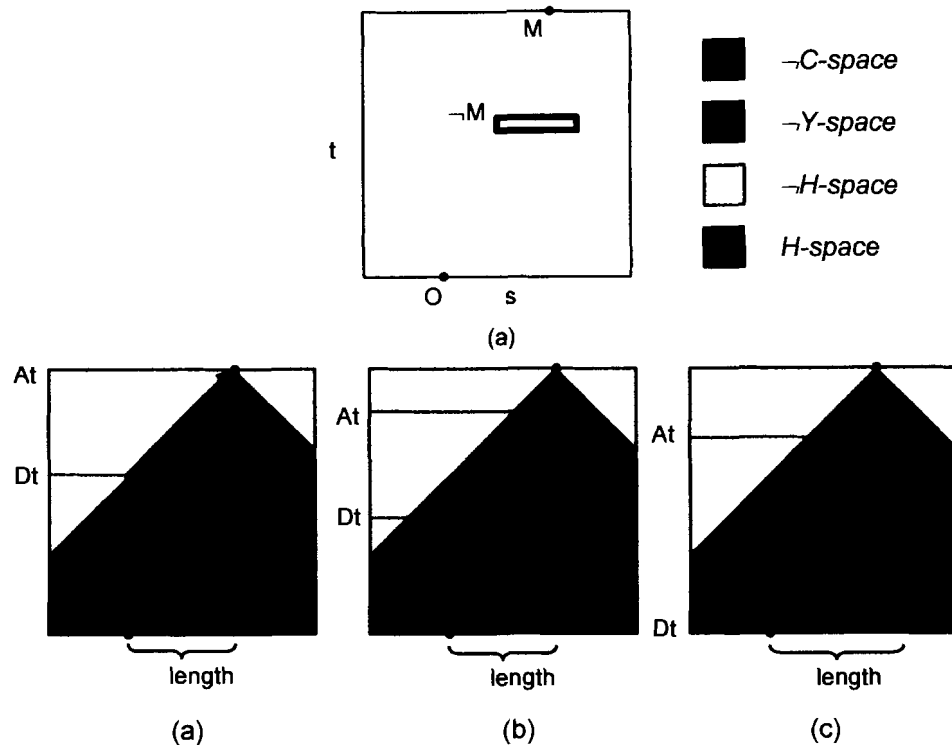 M
¬C-space
¬M
¬Y-space
t
¬H-space
H-space
O s
(a)
At
Dt
length
(a)
At
Dt
length
(b)
At
Dt
length
(c)